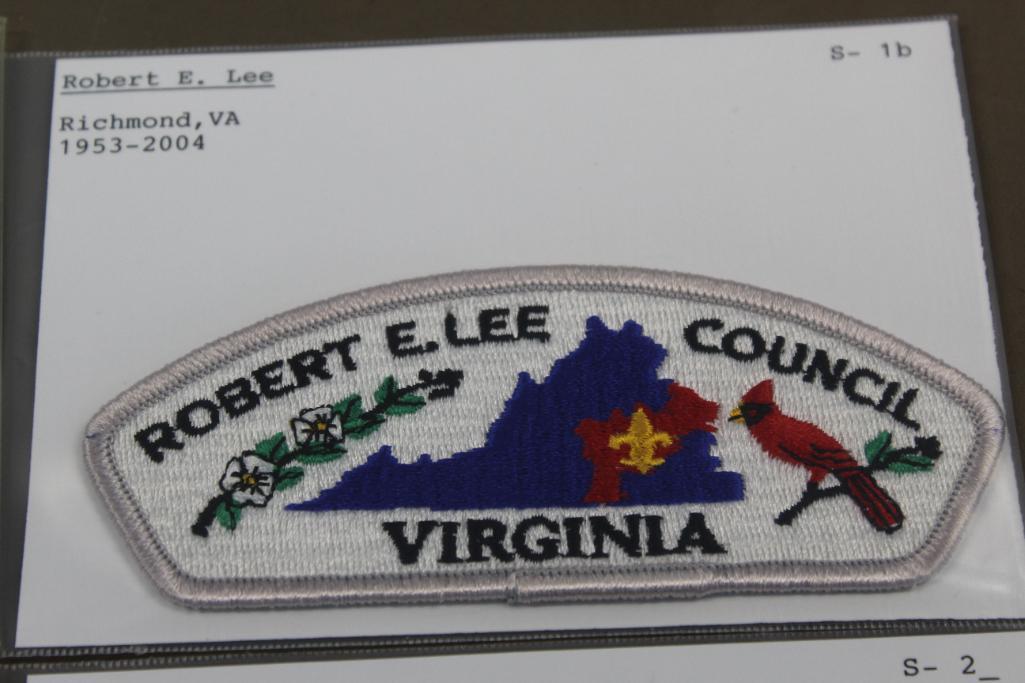 Robert E. Lee
S- 1b
Richmond,VA
1953-2004
ROBERT E. LEE COUNCIL
VIRGINIA
S- 2_